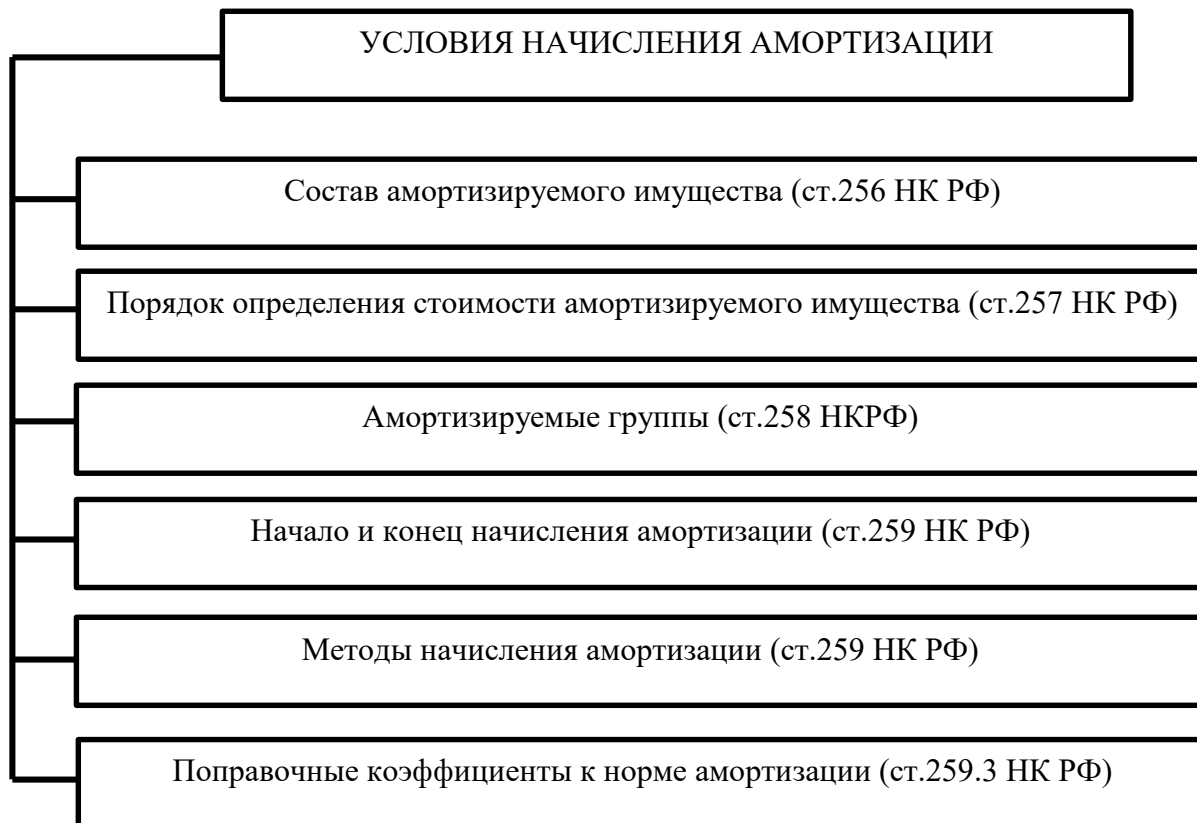 УСЛОВИЯ НАЧИСЛЕНИЯ АМОРТИЗАЦИИ
Состав амортизируемого имущества (ст.256 НК РФ)
Порядок определения стоимости амортизируемого имущества (ст.257 НК РФ)
Амортизируемые группы (ст.258 НКРФ)
Начало и конец начисления амортизации (ст.259 НК РФ)
Методы начисления амортизации (ст.259 НК РФ)
Поправочные коэффициенты к норме амортизации (ст.259.3 НК РФ)